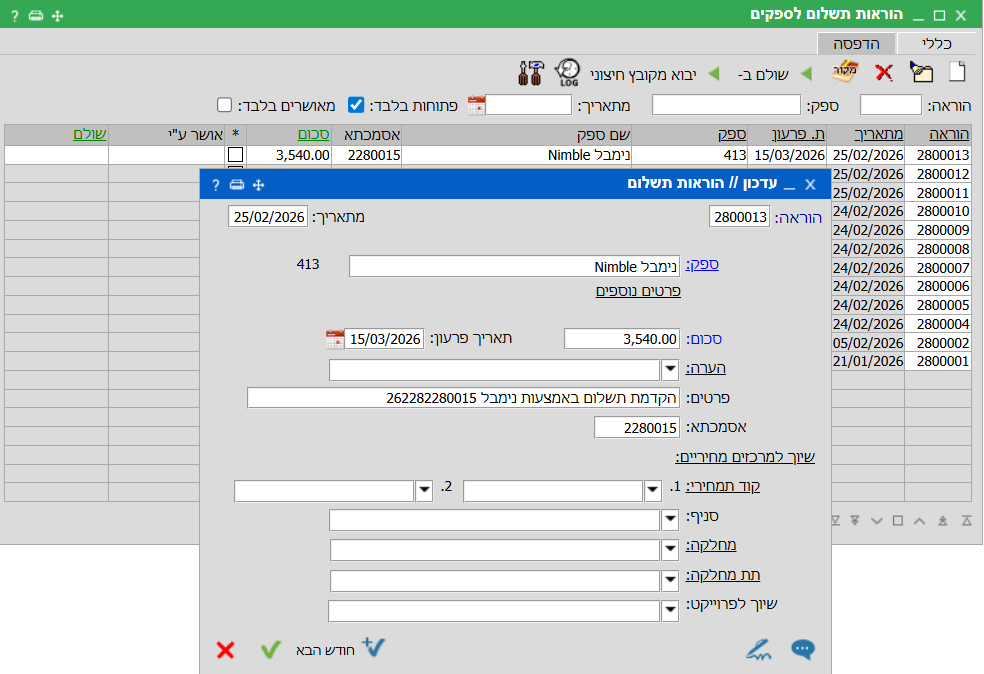 הוראות תשלום לספקים
כללי
הדפסה
שולם ב-
יבוא מקובץ חיצוני
LOG
מקור
הוראה:
ספק:
מתאריך:
פתוחות בלבד:
מאושרים בלבד:
הוראה מתאריך ת. פרעון ספק שם ספק אסמכתא סכום * אושר ע"י שולם
2800013 25/02/2026 15/03/2026 413 נימבל Nimble 2280015 3,540.00
2800012 25/02/2026
2800011 25/02/2026
2800010 24/02/2026
2800009 24/02/2026
2800008 24/02/2026
2800007 24/02/2026
2800006 24/02/2026
2800005 24/02/2026
2800004 24/02/2026
2800002 05/02/2026
2800001 21/01/2026
עדכון // הוראות תשלום
הוראה: 2800013 מתאריך: 25/02/2026
ספק: נימבל Nimble 413
פרטים נוספים
סכום: 3,540.00 תאריך פרעון: 15/03/2026
הערה:
פרטים: הקדמת תשלום באמצעות נימבל 262282280015
אסמכתא: 2280015
שיוך למרכזים מחיריים:
קוד תמחירי: 1. 2.
סניף:
מחלקה:
תת מחלקה:
שיוך לפרוייקט:
חודש הבא